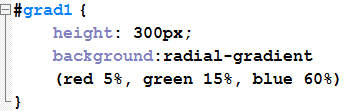 #grad1 {
height: 300px;
background:radial-gradient
(red 5%, green 15%, blue 60%)
}